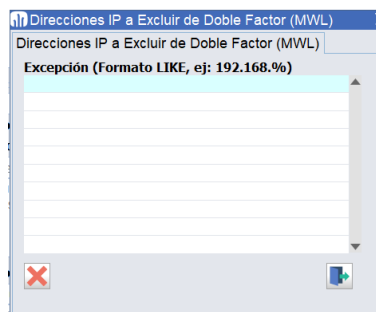 Direcciones IP a Excluir de Doble Factor (MWL)
Direcciones IP a Excluir de Doble Factor (MWL)
Excepción (Formato LIKE, ej: 192.168.%)